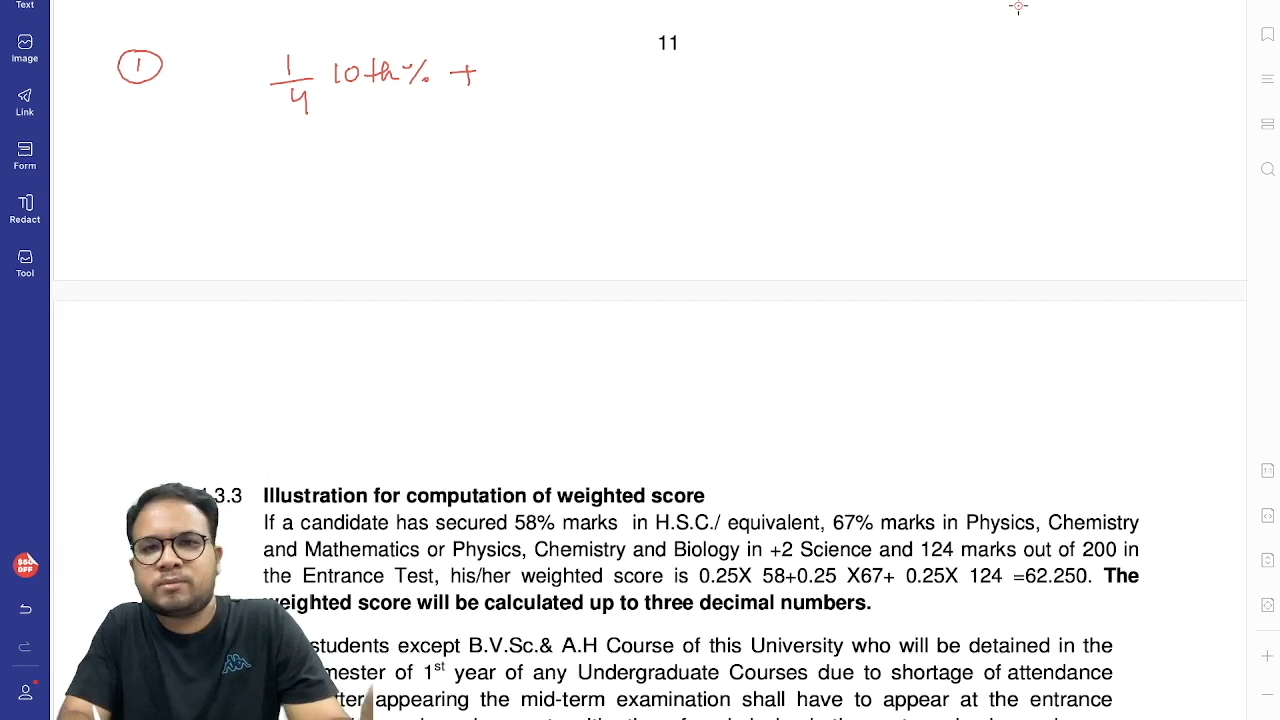 Text
Image
Link
Form
Redact
Tool
11
1
1/4 10th% +
.3.3 Illustration for computation of weighted score
If a candidate has secured 58% marks in H.S.C./ equivalent, 67% marks in Physics, Chemistry
and Mathematics or Physics, Chemistry and Biology in +2 Science and 124 marks out of 200 in
the Entrance Test, his/her weighted score is 0.25X 58+0.25 X67+ 0.25X 124 =62.250. The
weighted score will be calculated up to three decimal numbers.
students except B.V.Sc.& A.H Course of this University who will be detained in the
mester of 1st year of any Undergraduate Courses due to shortage of attendance
appearing the mid-term examination shall have to appear at the entrance